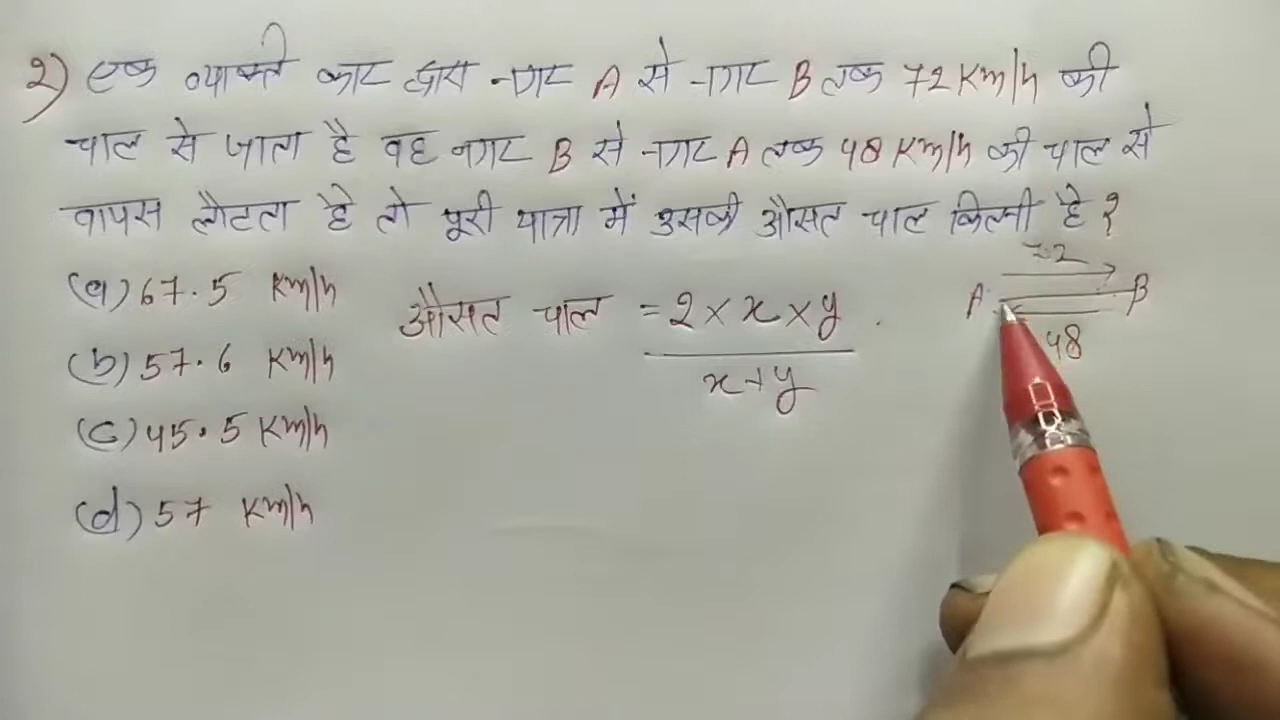 2) एक व्यक्ति कार द्वारा नगर A से नगर B तक 72 Km/h की
चाल से जाता है वह नगर B से नगर A तक 48 Km/h की चाल से
वापस लौटता है तो पूरी यात्रा में उसकी औसत चाल कितनी है ?
(a) 67.5 Km/h
(b) 57.6 Km/h
(c) 45.5 Km/h
(d) 57 Km/h
औसत चाल = 2 × x × y
x + y
72
A B
48